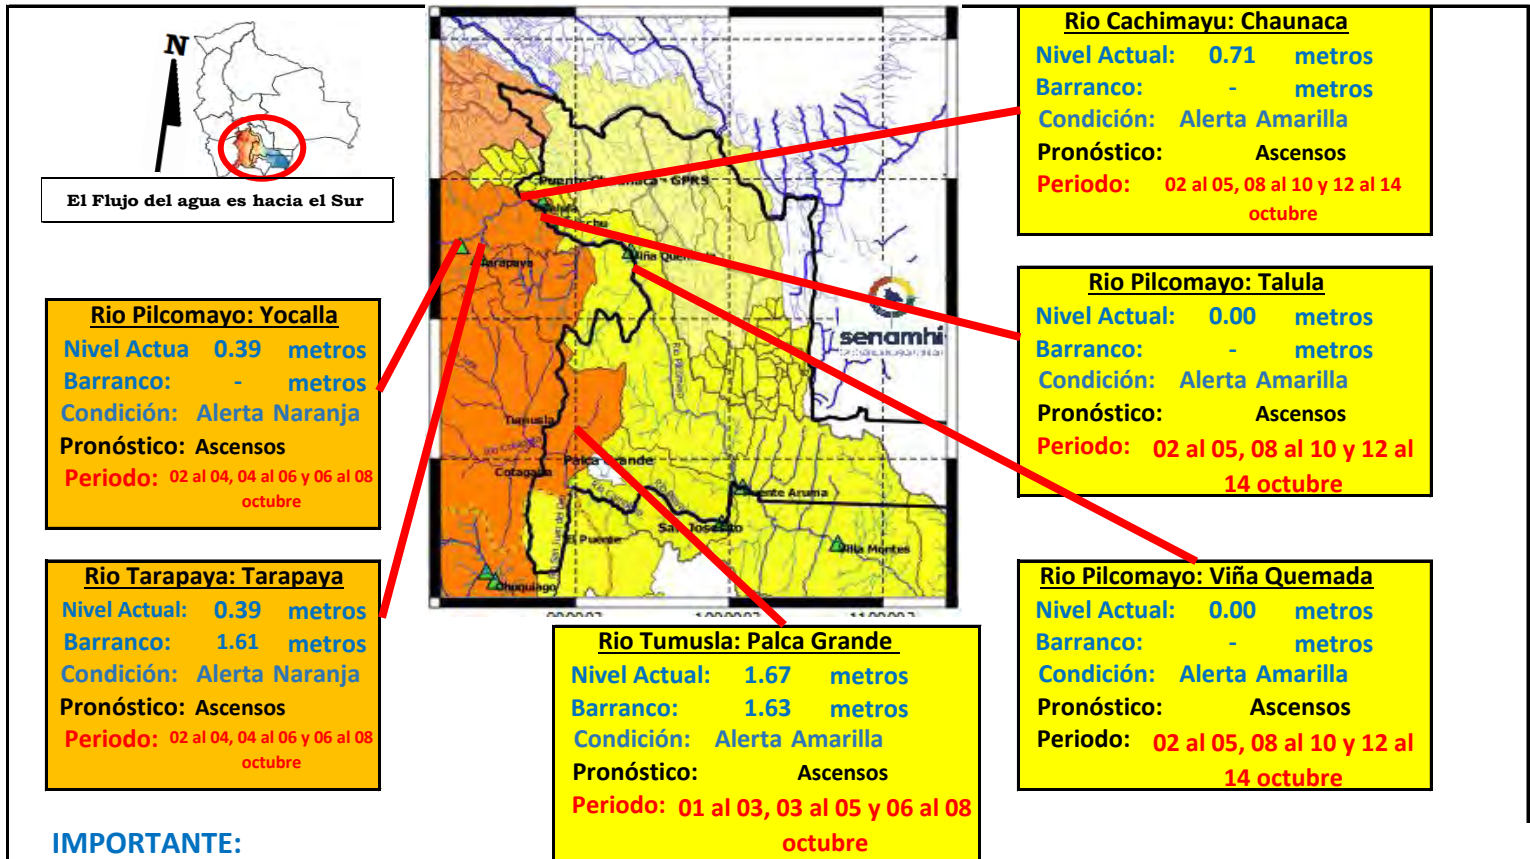 N
El Flujo del agua es hacia el Sur
Rio Pilcomayo: Yocalla
Nivel Actua 0.39 metros
Barranco: - metros
Condición: Alerta Naranja
Pronóstico: Ascensos
Periodo: 02 al 04, 04 al 06 y 06 al 08
octubre
Rio Tarapaya: Tarapaya
Nivel Actual: 0.39 metros
Barranco: 1.61 metros
Condición: Alerta Naranja
Pronóstico: Ascensos
Periodo: 02 al 04, 04 al 06 y 06 al 08
octubre
IMPORTANTE:
Puente Chaunaca - GPRS
Tarapaya
Viña Quemada
senamhi
Rio Pilcomayo
Tumusla
Palca Grande
Cotagaita
Puente Aruma
San Josecito
El Puente
Villa Montes
Chuquiago
Rio Tumusla: Palca Grande
Nivel Actual: 1.67 metros
Barranco: 1.63 metros
Condición: Alerta Amarilla
Pronóstico: Ascensos
Periodo: 01 al 03, 03 al 05 y 06 al 08
octubre
Rio Cachimayu: Chaunaca
Nivel Actual: 0.71 metros
Barranco: - metros
Condición: Alerta Amarilla
Pronóstico: Ascensos
Periodo: 02 al 05, 08 al 10 y 12 al 14
octubre
Rio Pilcomayo: Talula
Nivel Actual: 0.00 metros
Barranco: - metros
Condición: Alerta Amarilla
Pronóstico: Ascensos
Periodo: 02 al 05, 08 al 10 y 12 al
14 octubre
Rio Pilcomayo: Viña Quemada
Nivel Actual: 0.00 metros
Barranco: - metros
Condición: Alerta Amarilla
Pronóstico: Ascensos
Periodo: 02 al 05, 08 al 10 y 12 al
14 octubre